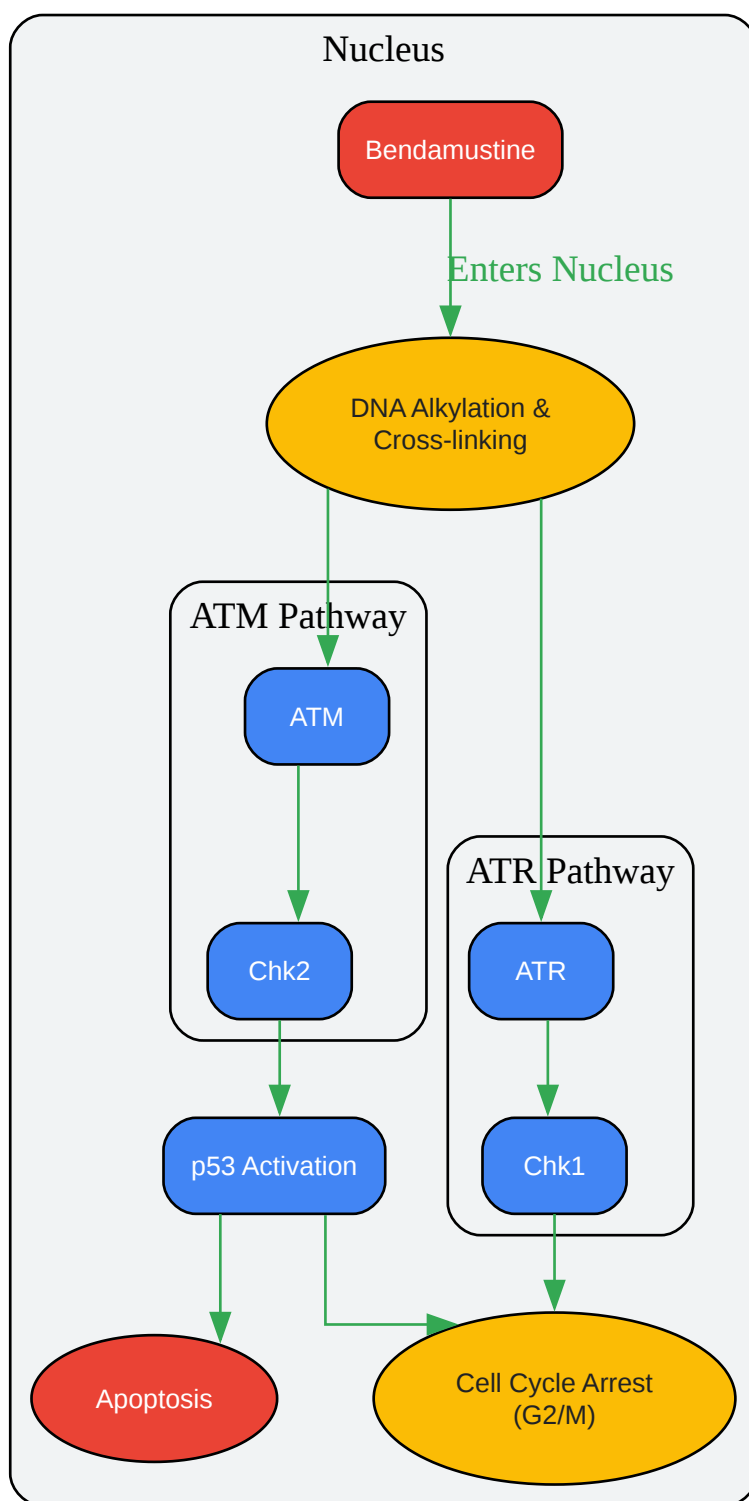 Nucleus
Bendamustine
Enters Nucleus
DNA Alkylation &
Cross-linking
ATM Pathway
ATM
ATR Pathway
Chk2
ATR
p53 Activation
Chk1
Apoptosis
Cell Cycle Arrest
(G2/M)